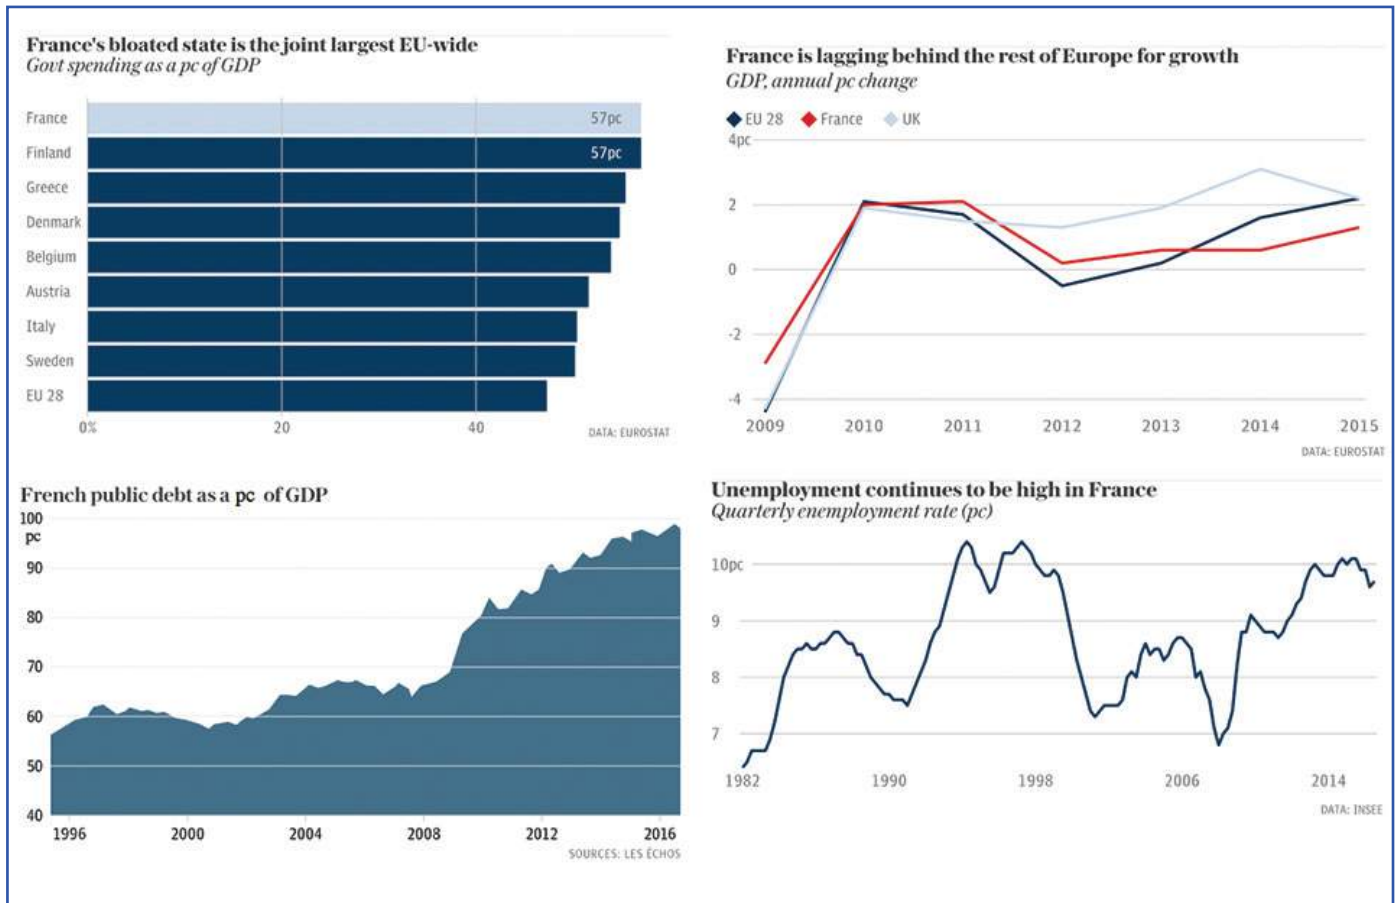 France's bloated state is the joint largest EU-wide
Govt spending as a pc of GDP
France
57pc
Finland
57pc
Greece
Denmark
Belgium
Austria
Italy
Sweden
EU 28
0%
20
40
DATA: EUROSTAT
France is lagging behind the rest of Europe for growth
GDP, annual pc change
EU 28 France UK
4pc
2
0
-2
-4
2009 2010 2011 2012 2013 2014 2015
DATA: EUROSTAT
French public debt as a pc of GDP
100
pc
90
80
70
60
50
40
1996 2000 2004 2008 2012 2016
SOURCES: LES ÉCHOS
Unemployment continues to be high in France
Quarterly enemployment rate (pc)
10pc
9
8
7
1982 1990 1998 2006 2014
DATA: INSEE